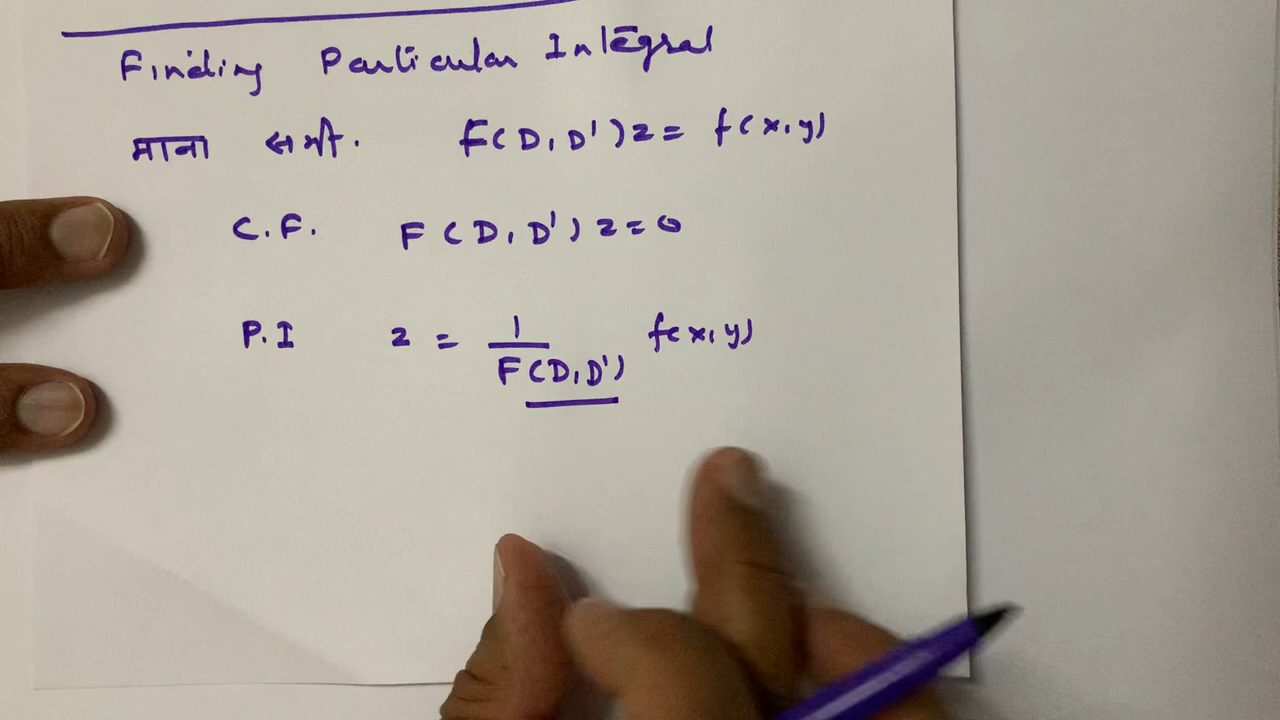 Finding Particular Integral
माना समी. F(D, D')z = f(x, y)
C.F. F(D, D')z = 0
P.I z = 1/F(D, D') f(x, y)